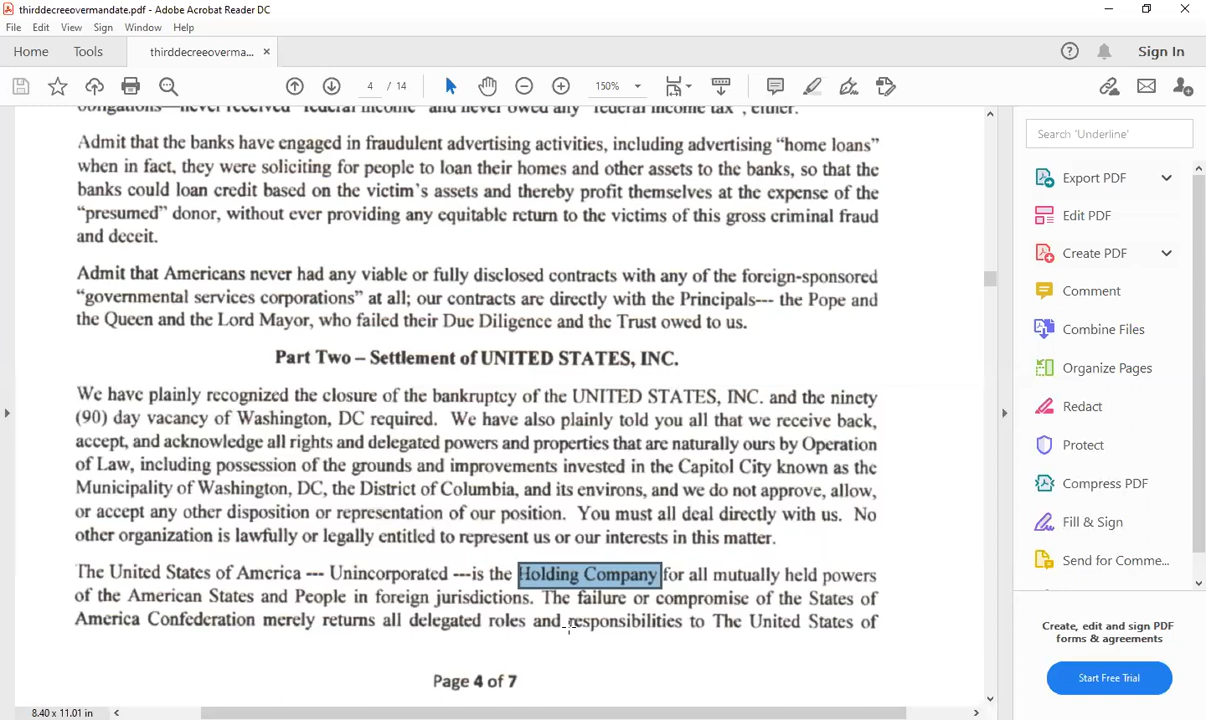 thirddecreeovermandate.pdf - Adobe Acrobat Reader DC
File Edit View Sign Window Help
Home Tools thirddecreeoverma... × Sign In
4 / 14 150%
obligations—never received "federal income" and never owed any "federal income tax", either.
Admit that the banks have engaged in fraudulent advertising activities, including advertising "home loans"
when in fact, they were soliciting for people to loan their homes and other assets to the banks, so that the
banks could loan credit based on the victim's assets and thereby profit themselves at the expense of the
"presumed" donor, without ever providing any equitable return to the victims of this gross criminal fraud
and deceit.
Admit that Americans never had any viable or fully disclosed contracts with any of the foreign-sponsored
"governmental services corporations" at all; our contracts are directly with the Principals--- the Pope and
the Queen and the Lord Mayor, who failed their Due Diligence and the Trust owed to us.
Part Two – Settlement of UNITED STATES, INC.
We have plainly recognized the closure of the bankruptcy of the UNITED STATES, INC. and the ninety
(90) day vacancy of Washington, DC required. We have also plainly told you all that we receive back,
accept, and acknowledge all rights and delegated powers and properties that are naturally ours by Operation
of Law, including possession of the grounds and improvements invested in the Capitol City known as the
Municipality of Washington, DC, the District of Columbia, and its environs, and we do not approve, allow,
or accept any other disposition or representation of our position. You must all deal directly with us. No
other organization is lawfully or legally entitled to represent us or our interests in this matter.
The United States of America --- Unincorporated ---is the Holding Company for all mutually held powers
of the American States and People in foreign jurisdictions. The failure or compromise of the States of
America Confederation merely returns all delegated roles and responsibilities to The United States of
Page 4 of 7
8.40 x 11.01 in
Search 'Underline'
Export PDF
Edit PDF
Create PDF
Comment
Combine Files
Organize Pages
Redact
Protect
Compress PDF
Fill & Sign
Send for Comme...
Create, edit and sign PDF
forms & agreements
Start Free Trial